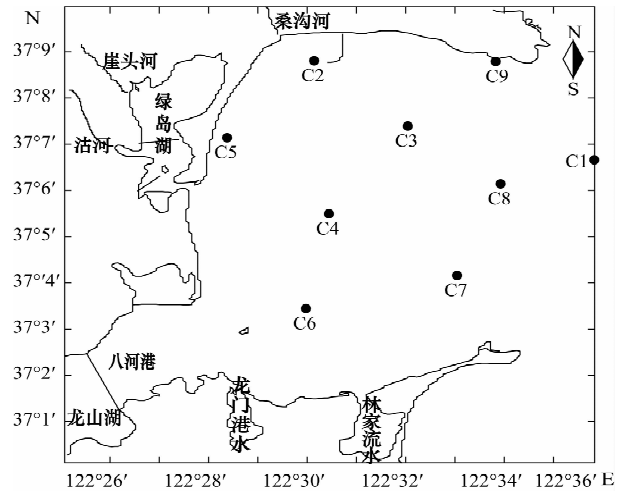 N
桑沟河
37°9′
崖头河
C2
C9
N
S
37°8′
绿岛湖
37°7′
沽河
C5
C3
C1
37°6′
C8
C4
37°5′
37°4′
C7
C6
37°3′
八河港
37°2′
龙门港水
林家流水
37°1′
龙山湖
122°26′
122°28′
122°30′
122°32′
122°34′
122°36′
E